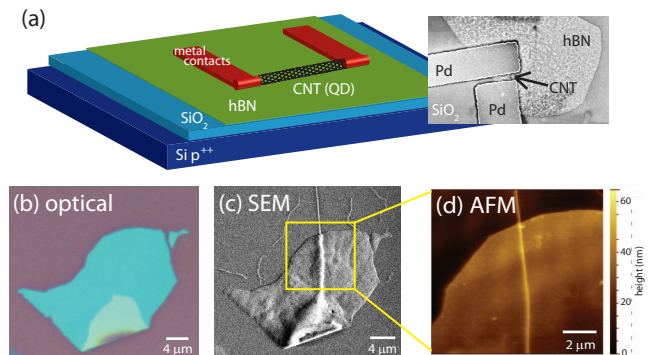 (a)
metal
contacts
CNT (QD)
hBN
SiO₂
Si p⁺⁺
hBN
Pd
CNT
SiO₂
Pd
(b) optical
4 μm
(c) SEM
4 μm
(d) AFM
2 μm
60
40
20
0
height (nm)